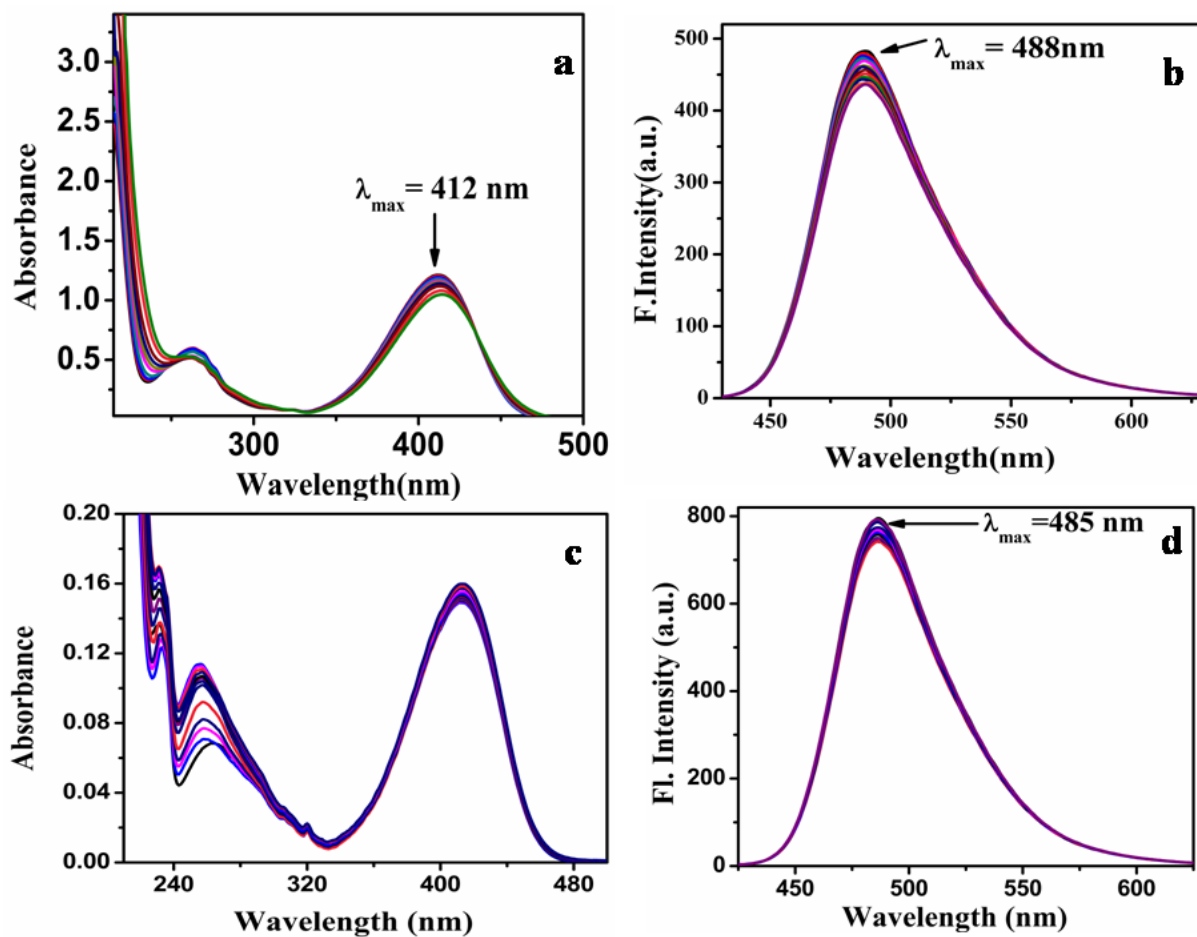 a
λmax= 412 nm
Absorbance
3.0
2.5
2.0
1.5
1.0
0.5
300 400 500
Wavelength(nm)
b
λmax= 488nm
F.Intensity(a.u.)
500
400
300
200
100
0
450 500 550 600
Wavelength(nm)
c
Absorbance
0.20
0.16
0.12
0.08
0.04
0.00
240 320 400 480
Wavelength (nm)
d
λmax=485 nm
Fl. Intensity (a.u.)
800
600
400
200
0
450 500 550 600
Wavelength (nm)